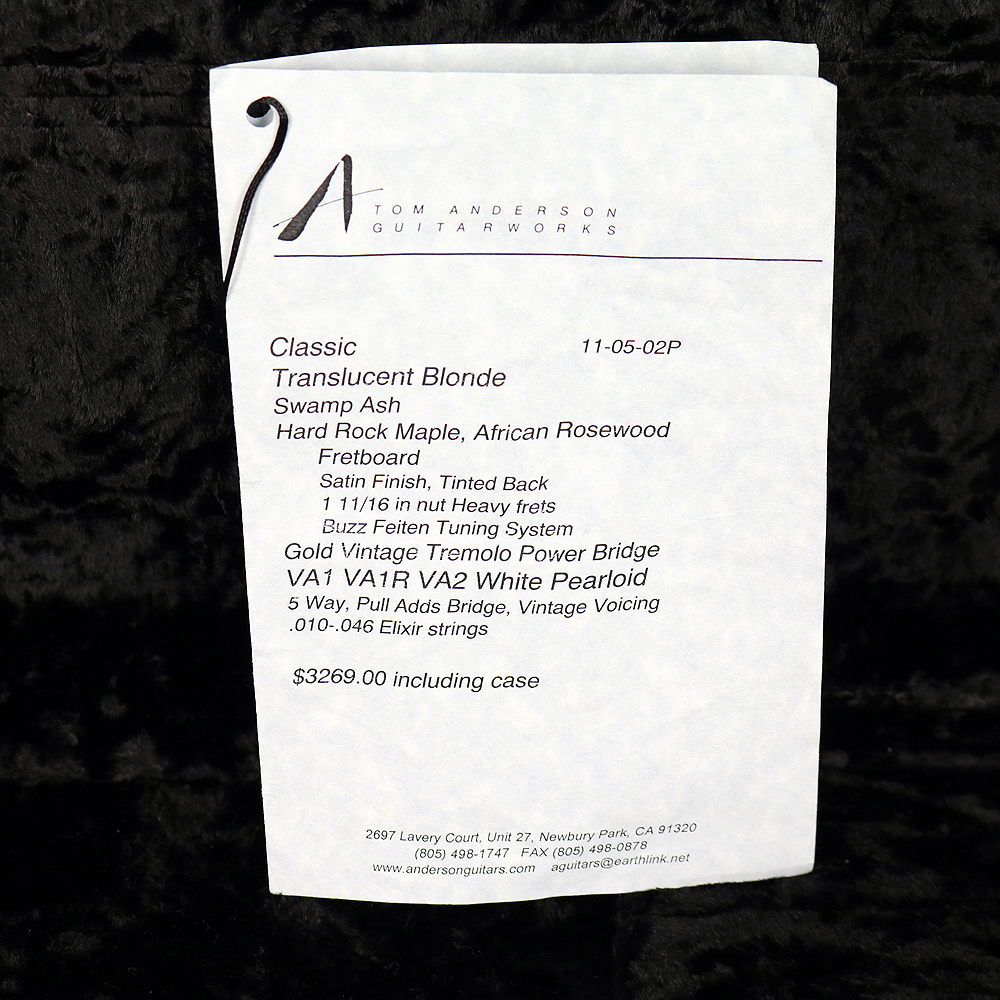 A
TOM ANDERSON
GUITARWORKS
Classic 11-05-02P
Translucent Blonde
Swamp Ash
Hard Rock Maple, African Rosewood
Fretboard
Satin Finish, Tinted Back
1 11/16 in nut Heavy frets
Buzz Feiten Tuning System
Gold Vintage Tremolo Power Bridge
VA1 VA1R VA2 White Pearloid
5 Way, Pull Adds Bridge, Vintage Voicing
.010-.046 Elixir strings
$3269.00 including case
2697 Lavery Court, Unit 27, Newbury Park, CA 91320
(805) 498-1747 FAX (805) 498-0878
www.andersonguitars.com aguitars@earthlink.net